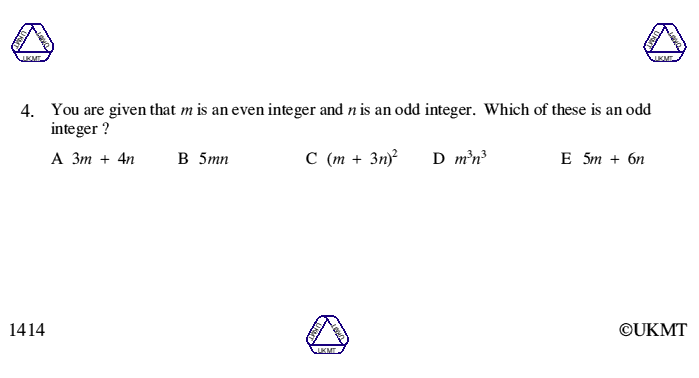 UKMT UKMT UKMT
UKMT UKMT UKMT
4. You are given that m is an even integer and n is an odd integer. Which of these is an odd
integer ?
A 3m + 4n B 5mn C (m + 3n)² D m³n³ E 5m + 6n
1414 ©UKMT
UKMT UKMT UKMT